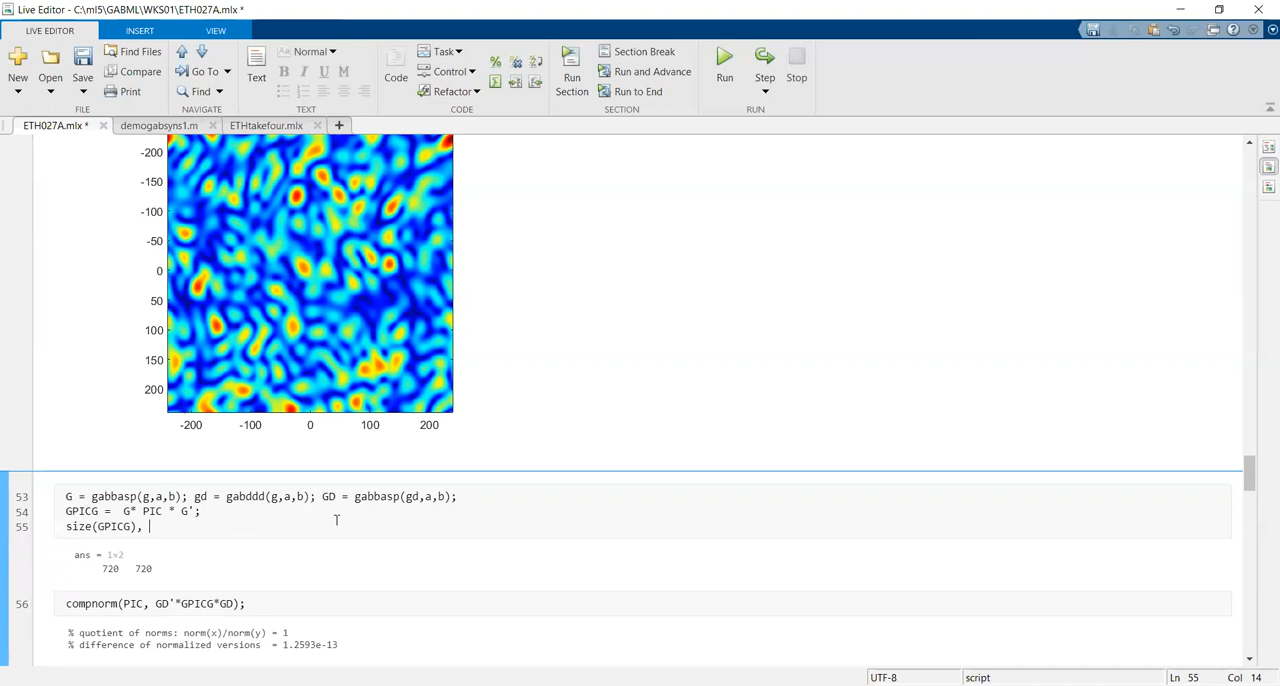 Live Editor - C:\ml5\GABML\WKS01\ETH027A.mlx *
LIVE EDITOR INSERT VIEW
New Open Save Find Files Compare Print
FILE
Go To Find
NAVIGATE
Text Aa Normal B I U M
TEXT
Code Task Control Refactor
CODE
Run Section Section Break Run and Advance Run to End
SECTION
Run Step Stop
RUN
ETH027A.mlx * demogabsyns1.m ETHtakefour.mlx
-200
-150
-100
-50
0
50
100
150
200
-200 -100 0 100 200
53 G = gabbasp(g,a,b); gd = gabddd(g,a,b); GD = gabbasp(gd,a,b);
54 GPICG = G* PIC * G';
55 size(GPICG),
ans = 1×2
720 720
56 compnorm(PIC, GD'*GPICG*GD);
% quotient of norms: norm(x)/norm(y) = 1
% difference of normalized versions = 1.2593e-13
UTF-8 script Ln 55 Col 14